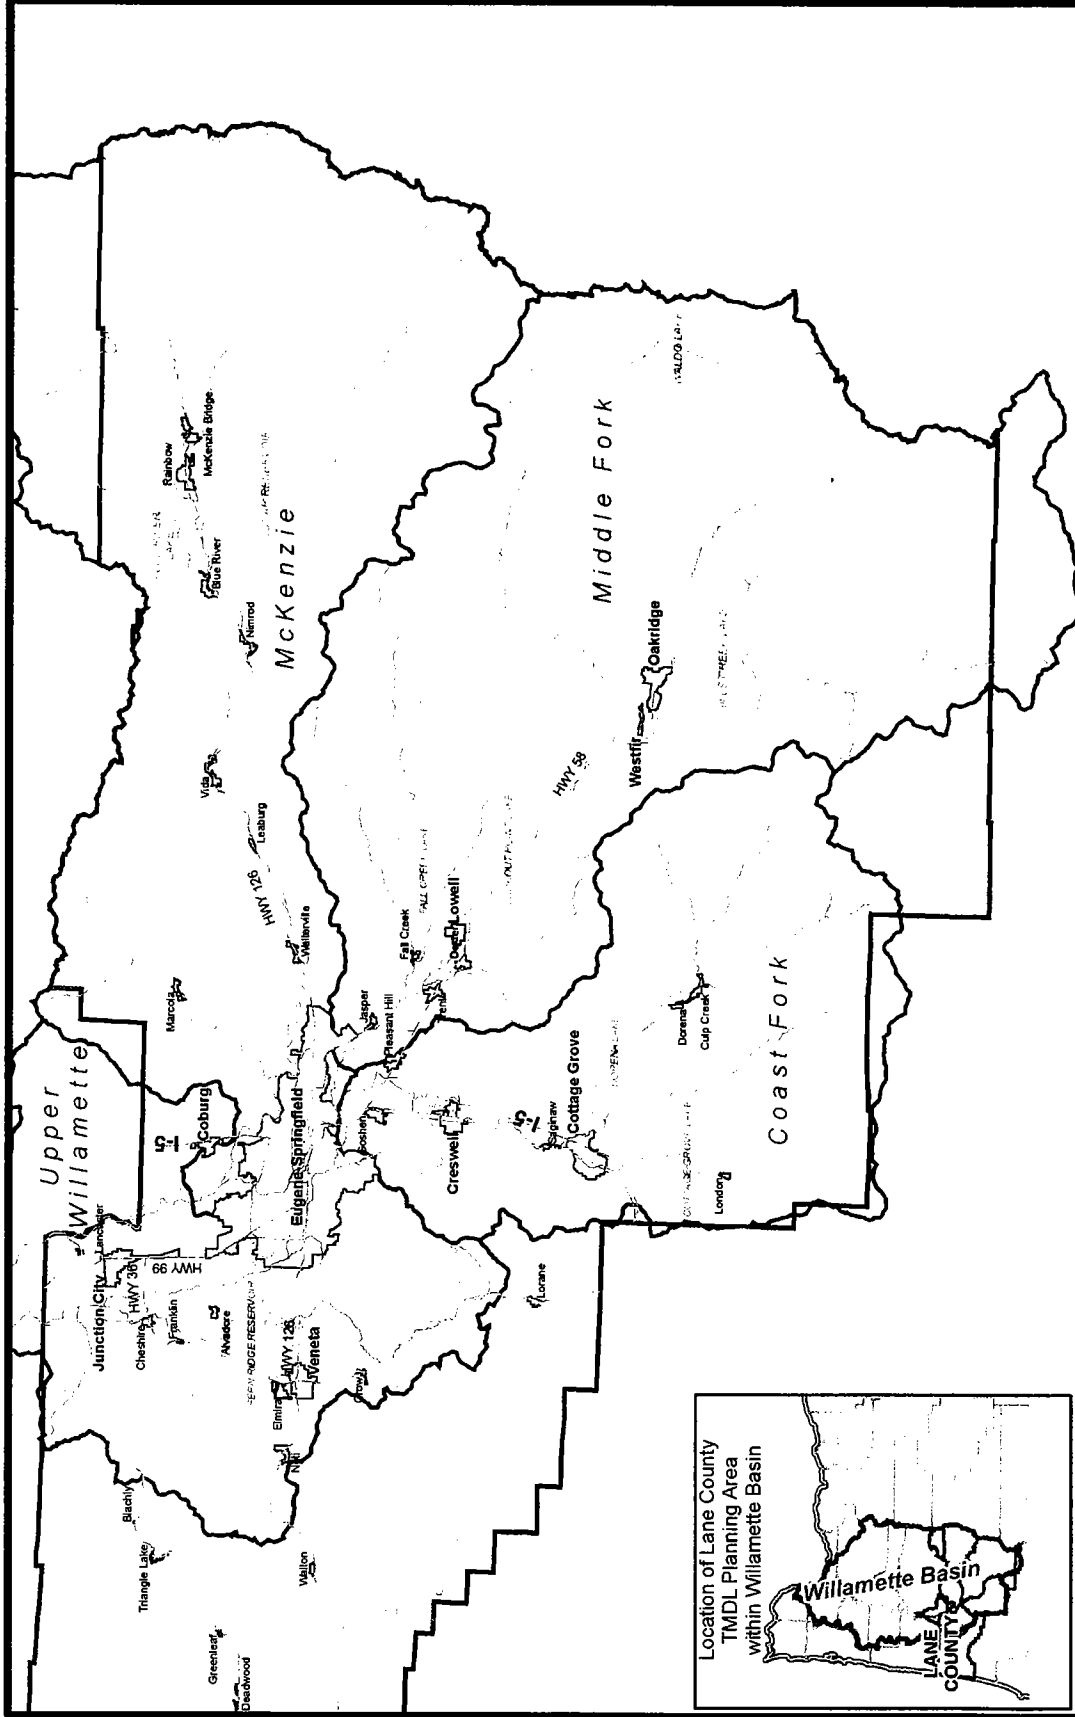 Upper
Willamette
McKenzie
Middle Fork
Coast Fork
Rainbow
McKenzie Bridge
Blue River
Nimrod
Vida
Leaburg
HWY 126
Walterville
Marcola
Coburg
I-5
Lancaster
Junction City
HWY 36
HWY 99
Cheshire
Franklin
Alvadore
FERN RIDGE RESERVOIR
Eugene
Springfield
Elmira
HWY 126
Veneta
Noti
Crow
Blachly
Triangle Lake
Walton
Greenleaf
Deadwood
Jasper
Pleasant Hill
Goshen
Fall Creek
Lowell
Creswell
I-5
Saginaw
Cottage Grove
Lorane
London
Dorena
Culp Creek
HWY 58
Westfir
Oakridge
Location of Lane County
TMDL Planning Area
within Willamette Basin
Willamette Basin
LANE
COUNTY